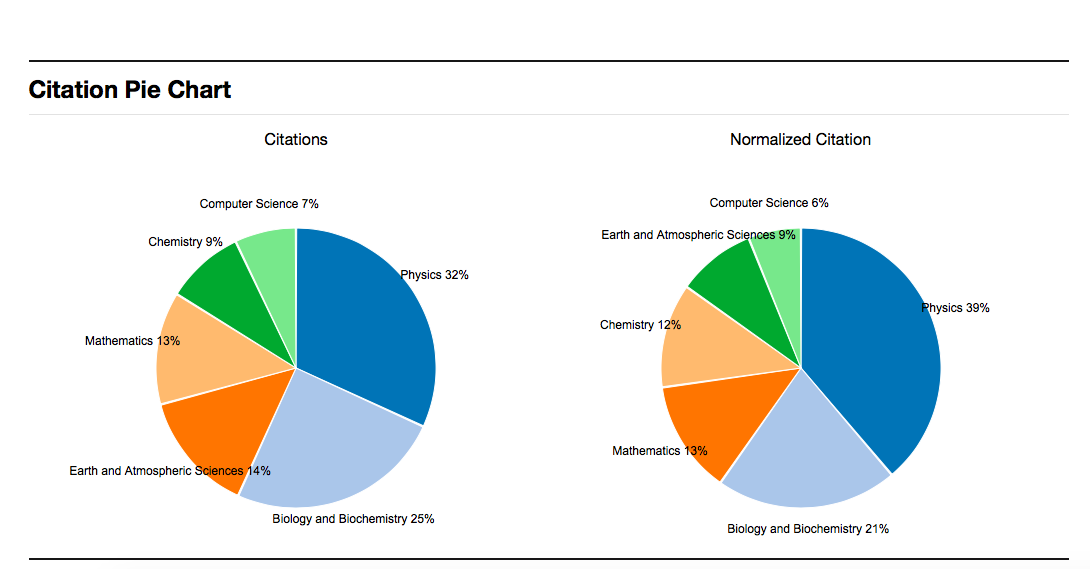 Citation Pie Chart
Citations
Computer Science 7%
Chemistry 9%
Physics 32%
Mathematics 13%
Earth and Atmospheric Sciences 14%
Biology and Biochemistry 25%
Normalized Citation
Computer Science 6%
Earth and Atmospheric Sciences 9%
Physics 39%
Chemistry 12%
Mathematics 13%
Biology and Biochemistry 21%